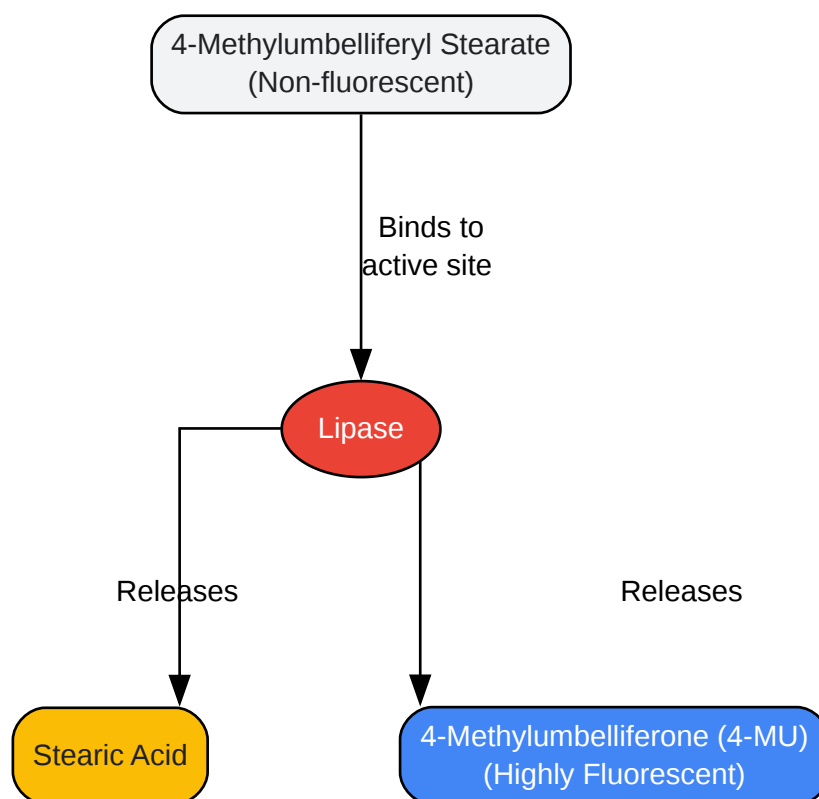 4-Methylumbelliferyl Stearate
(Non-fluorescent)
Binds to
active site
Lipase
Releases
Releases
Stearic Acid
4-Methylumbelliferone (4-MU)
(Highly Fluorescent)